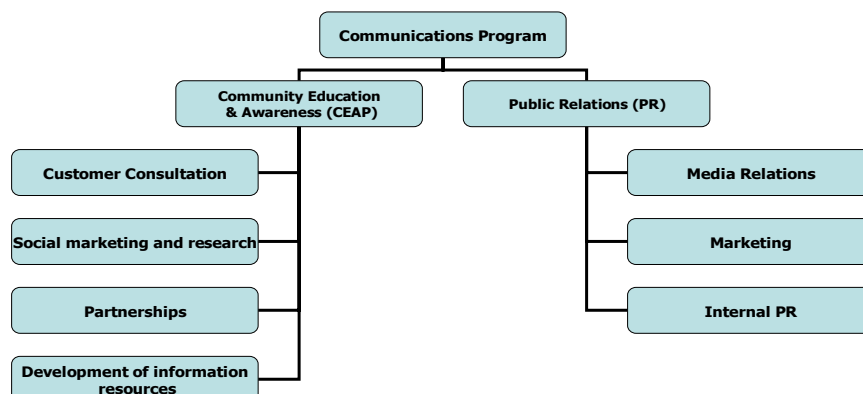 Communications Program
Community Education
& Awareness (CEAP)
Public Relations (PR)
Customer Consultation
Media Relations
Social marketing and research
Marketing
Partnerships
Internal PR
Development of information
resources